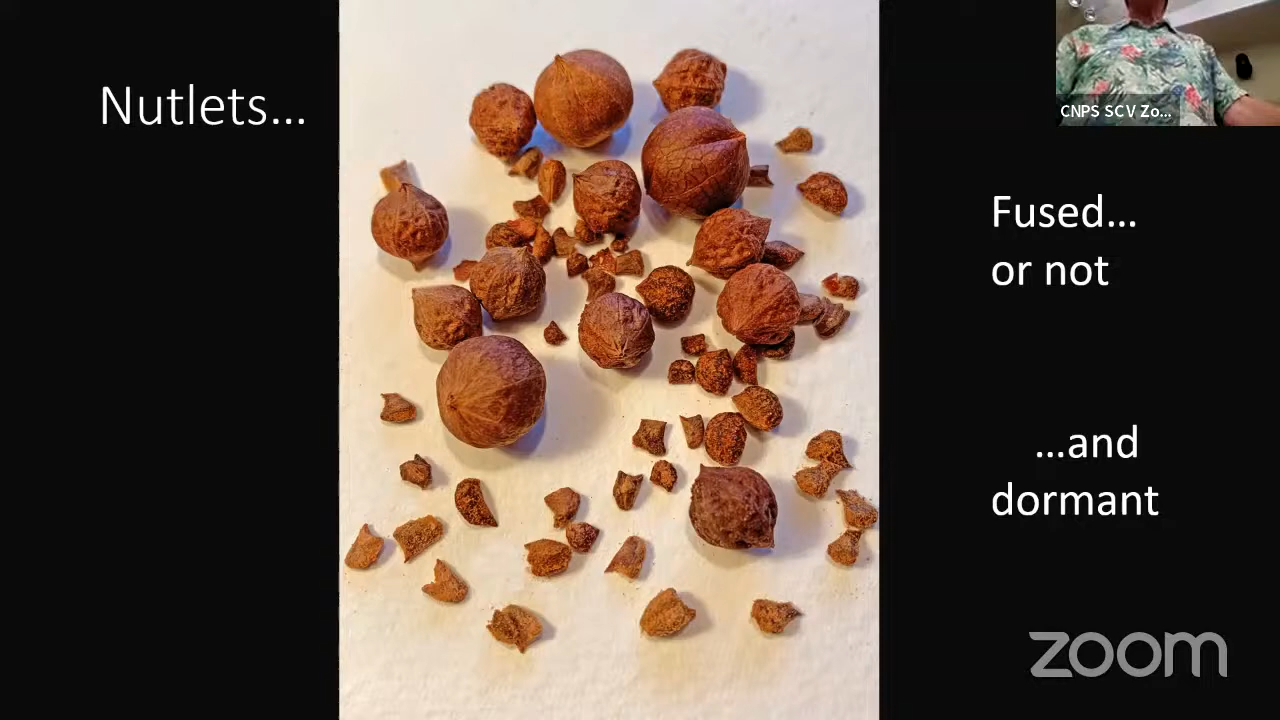 Nutlets...
CNPS SCV Zo...
Fused...
or not
...and
dormant
zoom